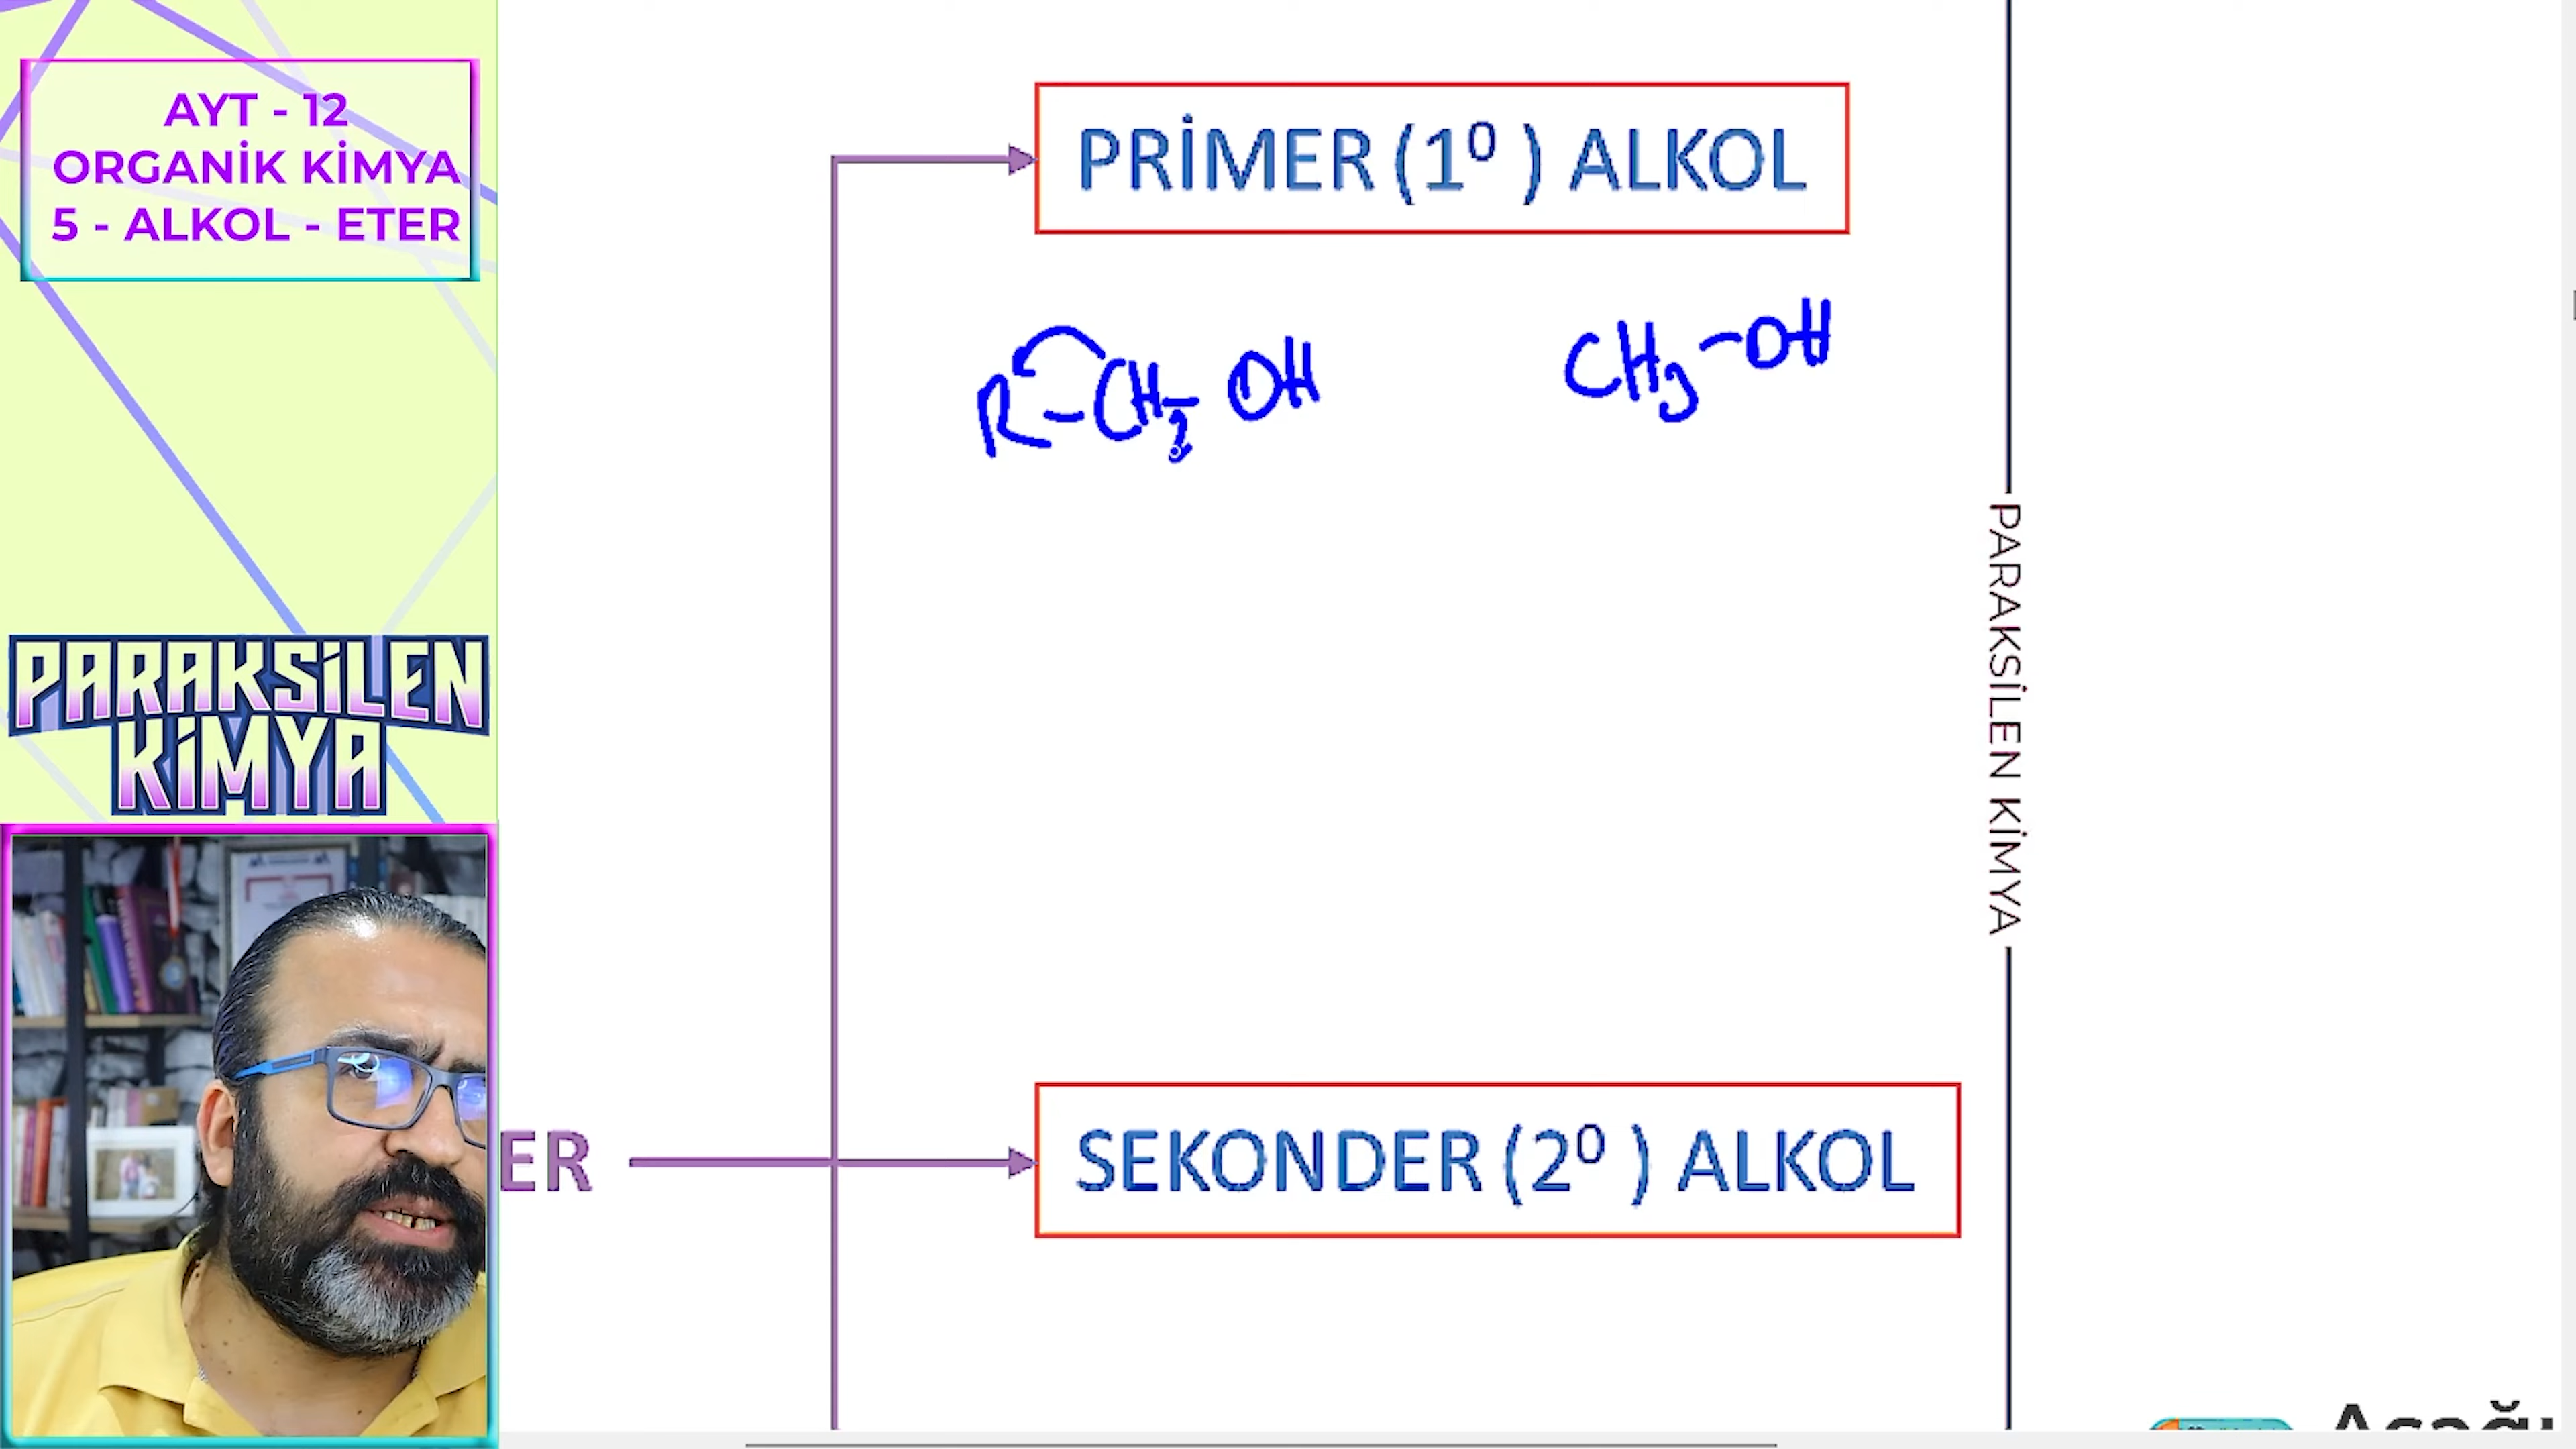 AYT - 12
ORGANİK KİMYA
5 - ALKOL - ETER
PARAKSİLEN
KİMYA
PRİMER (1⁰ ) ALKOL
R-CH₂ OH
CH₃-OH
ER
SEKONDER (2⁰ ) ALKOL
PARAKSİLEN KİMYA